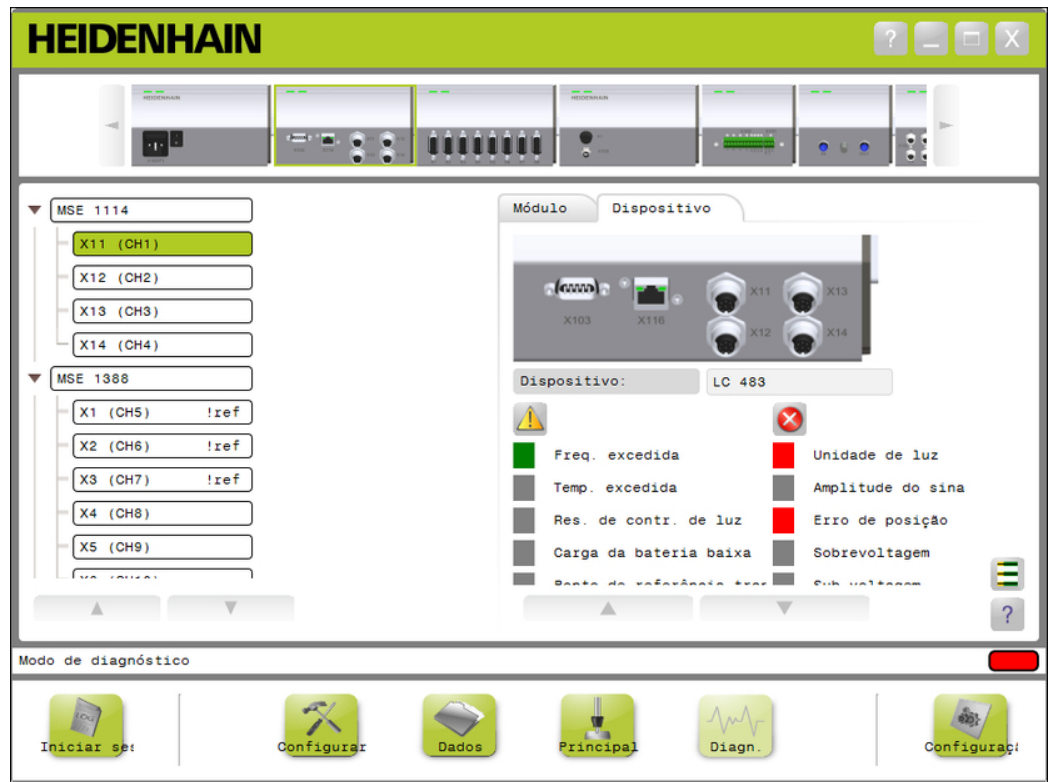 HEIDENHAIN
?
X
HEIDENHAIN
HEIDENHAIN
MSE 1114
X11 (CH1)
X12 (CH2)
X13 (CH3)
X14 (CH4)
MSE 1388
X1 (CH5) !ref
X2 (CH6) !ref
X3 (CH7) !ref
X4 (CH8)
X5 (CH9)
Módulo
Dispositivo
X103
X116
X11
X13
X12
X14
Dispositivo:
LC 483
Freq. excedida
Unidade de luz
Temp. excedida
Amplitude do sina
Res. de contr. de luz
Erro de posição
Carga da bateria baixa
Sobrevoltagem
?
Modo de diagnóstico
LOG
Iniciar ses
Configurar
Dados
Principal
Diagn.
Configuraç